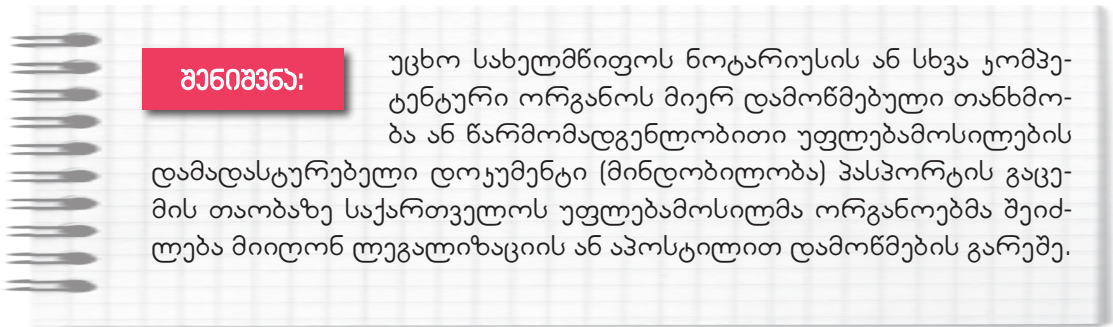 შენიშვნა:
უცხო სახელმწიფოს ნოტარიუსის ან სხვა კომპე-
ტენტური ორგანოს მიერ დამოწმებული თანხმო-
ბა ან წარმომადგენლობითი უფლებამოსილების
დამადასტურებელი დოკუმენტი (მინდობილობა) პასპორტის გაცე-
მის თაობაზე საქართველოს უფლებამოსილმა ორგანოებმა შეიძ-
ლება მიიღონ ლეგალიზაციის ან აპოსტილით დამოწმების გარეშე.